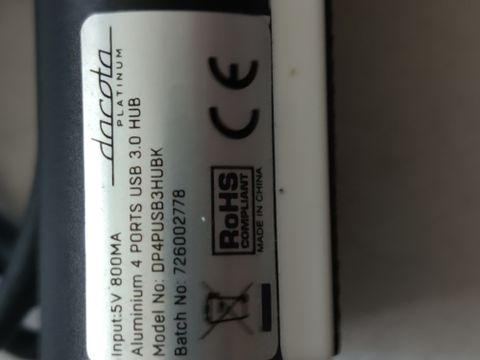 dacota
PLATINUM
Input:5V 800MA
Aluminium 4 PORTS USB 3.0 HUB
Model No: DP4PUSB3HUBK
Batch No: 726002778
CE
RoHS
COMPLIANT
MADE IN CHINA